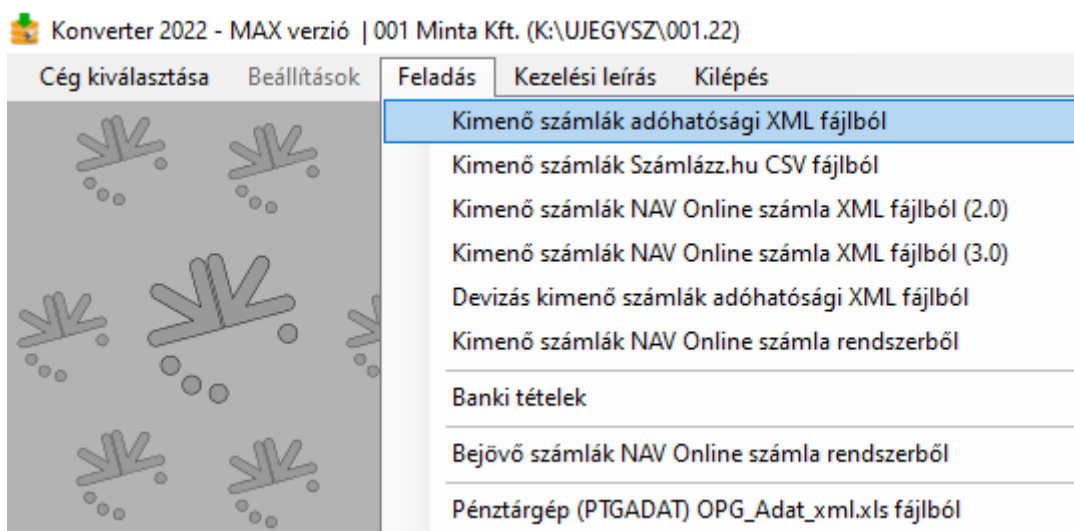 Konverter 2022 - MAX verzió | 001 Minta Kft. (K:\UJEGYSZ\001.22)
Cég kiválasztása Beállítások Feladás Kezelési leírás Kilépés
Kimenő számlák adóhatósági XML fájlból
Kimenő számlák Számlázz.hu CSV fájlból
Kimenő számlák NAV Online számla XML fájlból (2.0)
Kimenő számlák NAV Online számla XML fájlból (3.0)
Devizás kimenő számlák adóhatósági XML fájlból
Kimenő számlák NAV Online számla rendszerből
Banki tételek
Bejövő számlák NAV Online számla rendszerből
Pénztárgép (PTGADAT) OPG_Adat_xml.xls fájlból